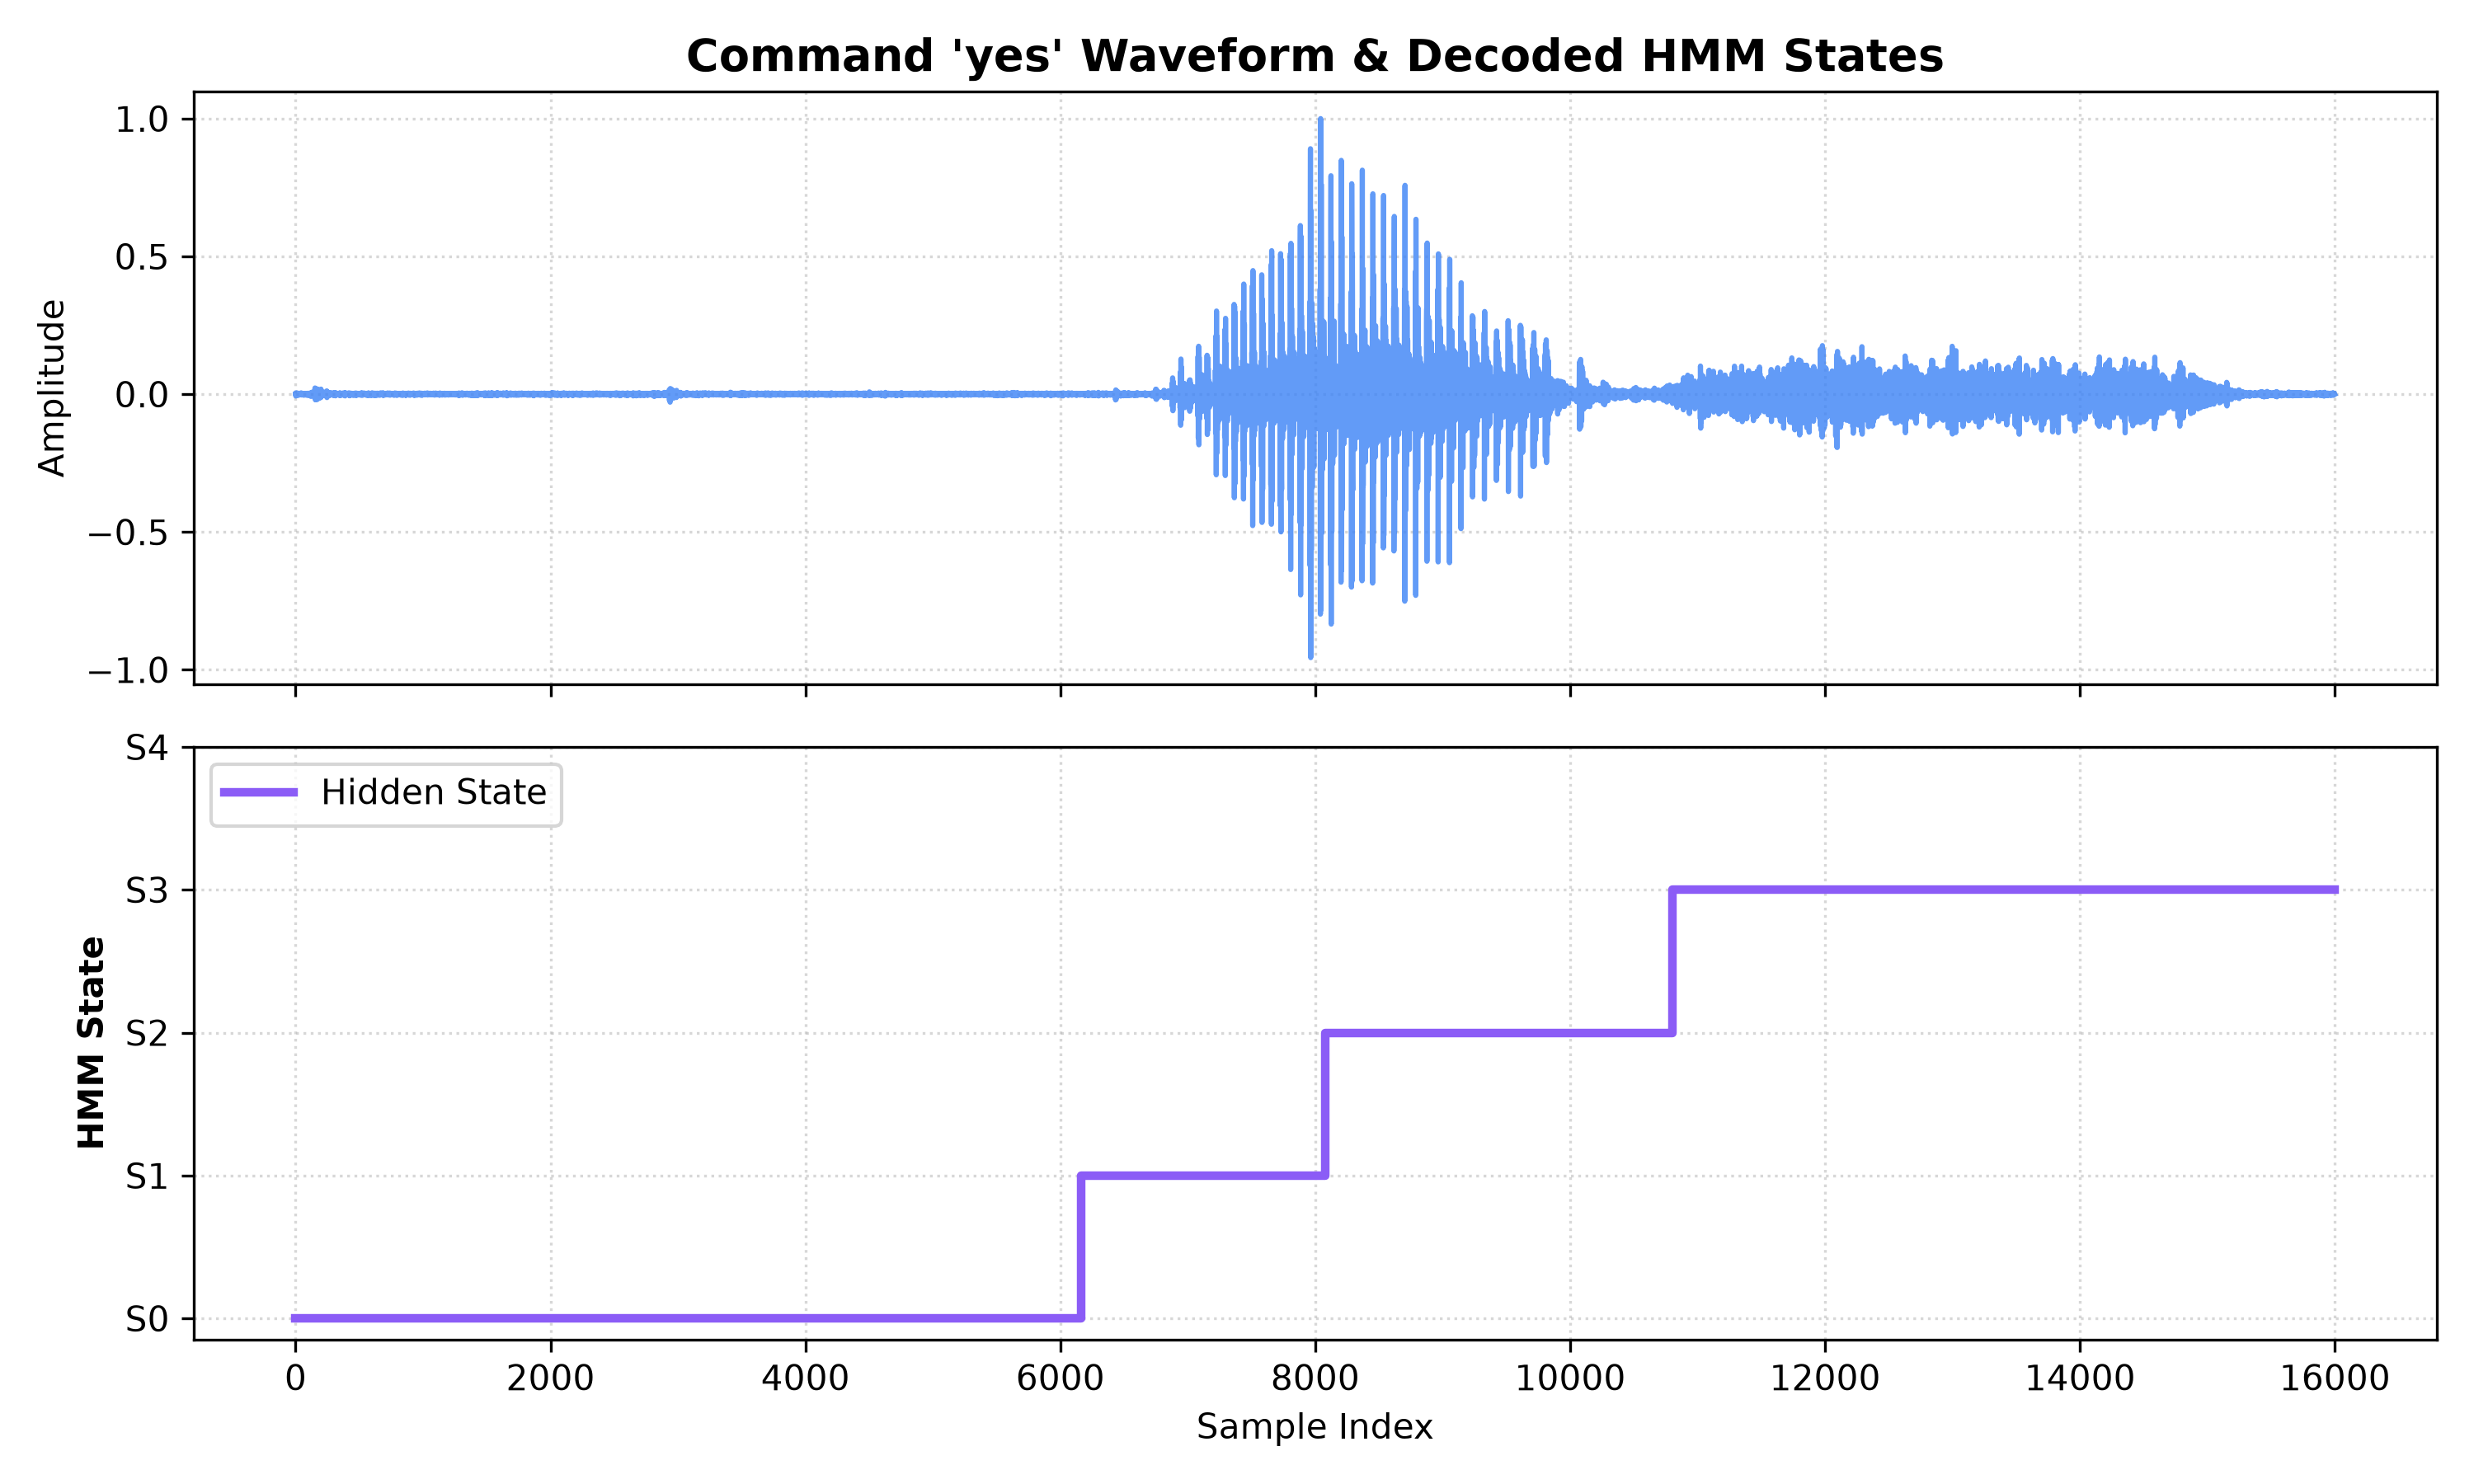 Command 'yes' Waveform & Decoded HMM States
1.0
0.5
0.0
−0.5
−1.0
Amplitude
S4
S3
S2
S1
S0
HMM State
Hidden State
0 2000 4000 6000 8000 10000 12000 14000 16000
Sample Index